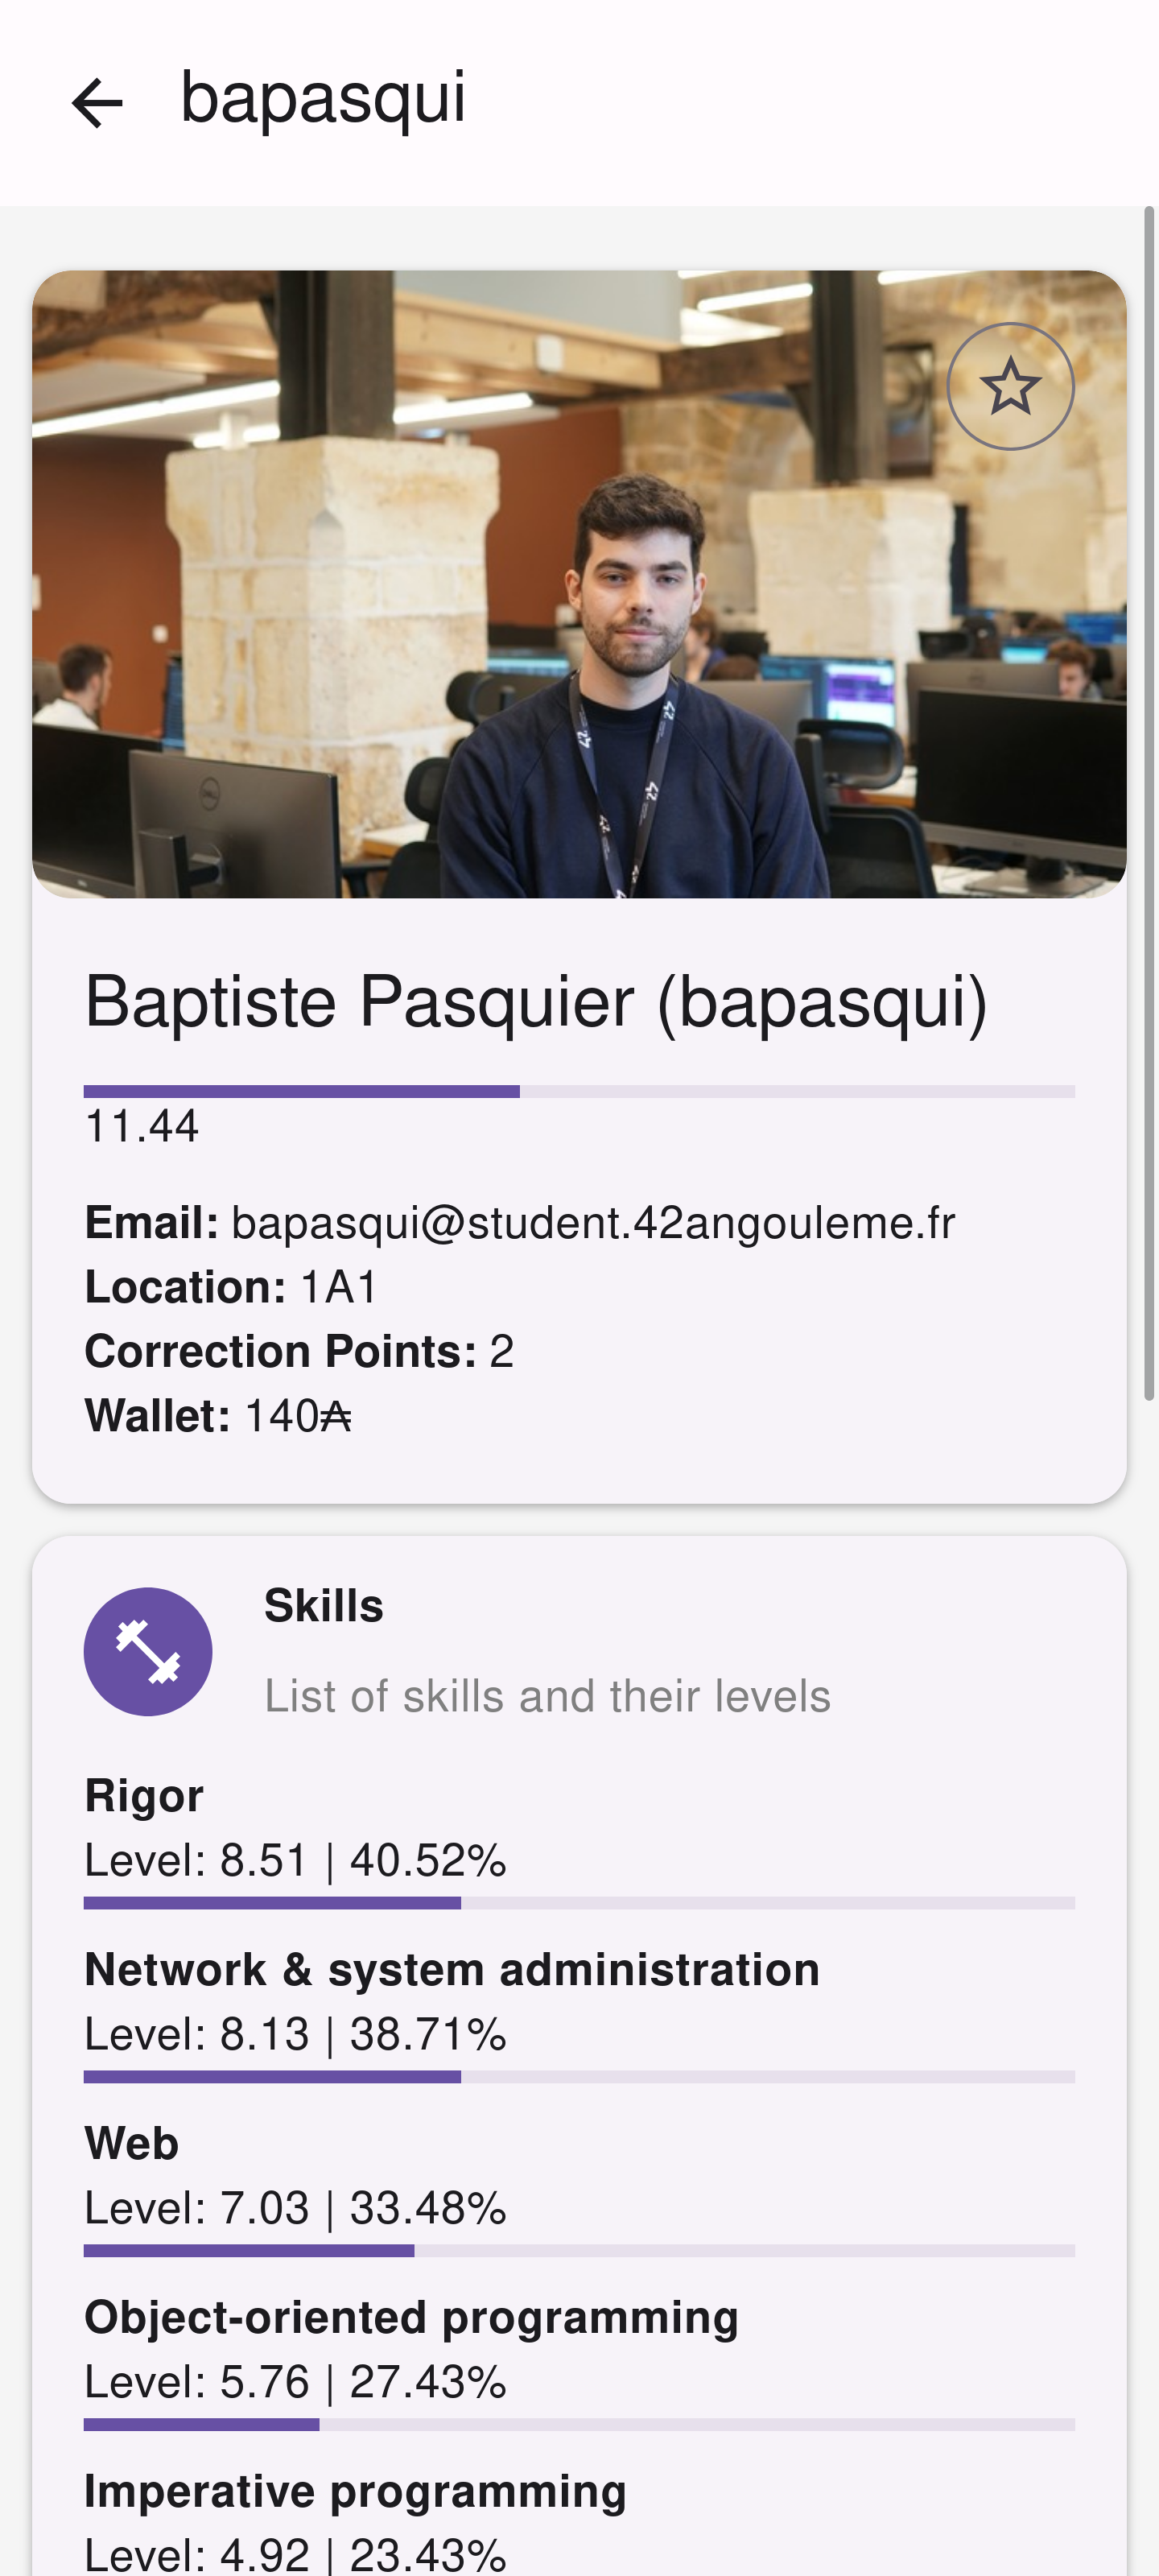 bapasqui
42
42
Baptiste Pasquier (bapasqui)
11.44
Email: bapasqui@student.42angouleme.fr
Location: 1A1
Correction Points: 2
Wallet: 140₳
Skills
List of skills and their levels
Rigor
Level: 8.51 | 40.52%
Network & system administration
Level: 8.13 | 38.71%
Web
Level: 7.03 | 33.48%
Object-oriented programming
Level: 5.76 | 27.43%
Imperative programming
Level: 4.92 | 23.43%